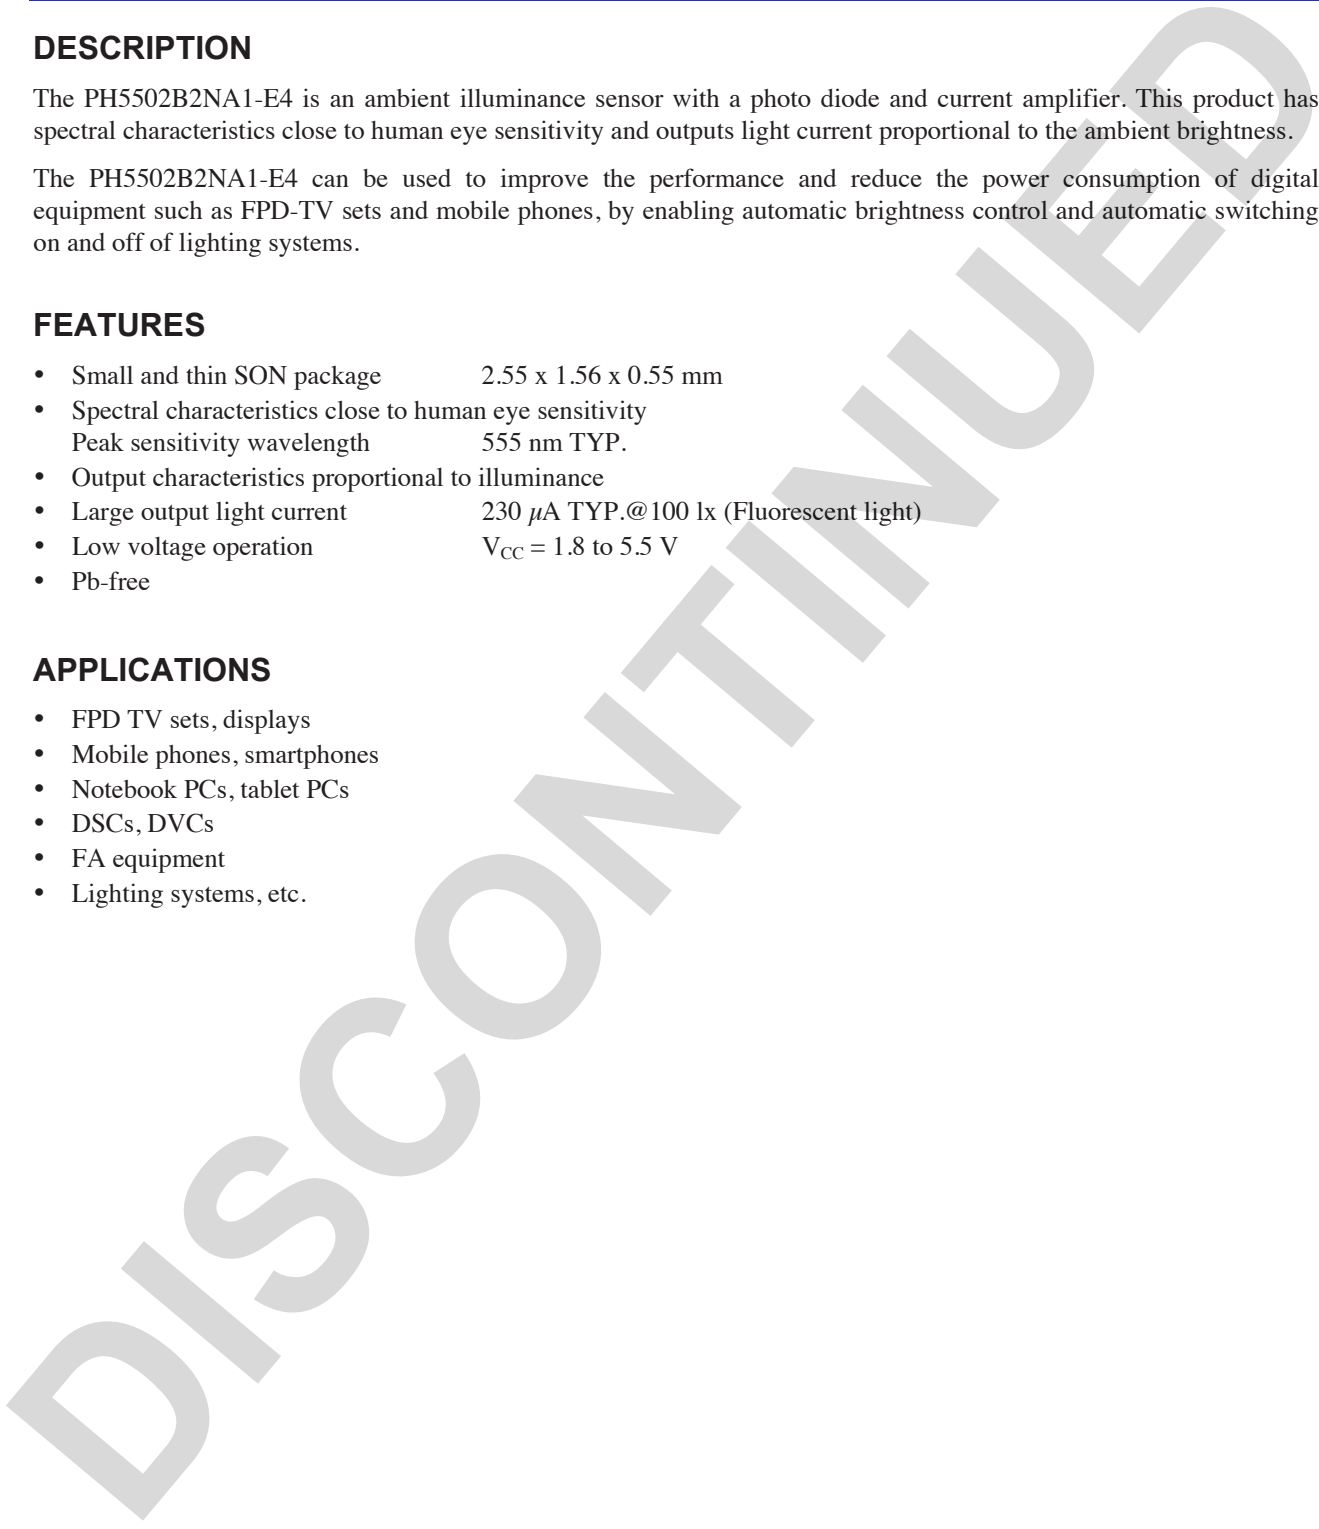 DESCRIPTION
The PH5502B2NA1-E4 is an ambient illuminance sensor with a photo diode and current amplifier. This product has
spectral characteristics close to human eye sensitivity and outputs light current proportional to the ambient brightness.
The PH5502B2NA1-E4 can be used to improve the performance and reduce the power consumption of digital
equipment such as FPD-TV sets and mobile phones, by enabling automatic brightness control and automatic switching
on and off of lighting systems.
FEATURES
• Small and thin SON package 2.55 x 1.56 x 0.55 mm
• Spectral characteristics close to human eye sensitivity
Peak sensitivity wavelength 555 nm TYP.
• Output characteristics proportional to illuminance
• Large output light current 230 μA TYP.@100 lx (Fluorescent light)
• Low voltage operation VCC = 1.8 to 5.5 V
• Pb-free
APPLICATIONS
• FPD TV sets, displays
• Mobile phones, smartphones
• Notebook PCs, tablet PCs
• DSCs, DVCs
• FA equipment
• Lighting systems, etc.
DISCONTINUED